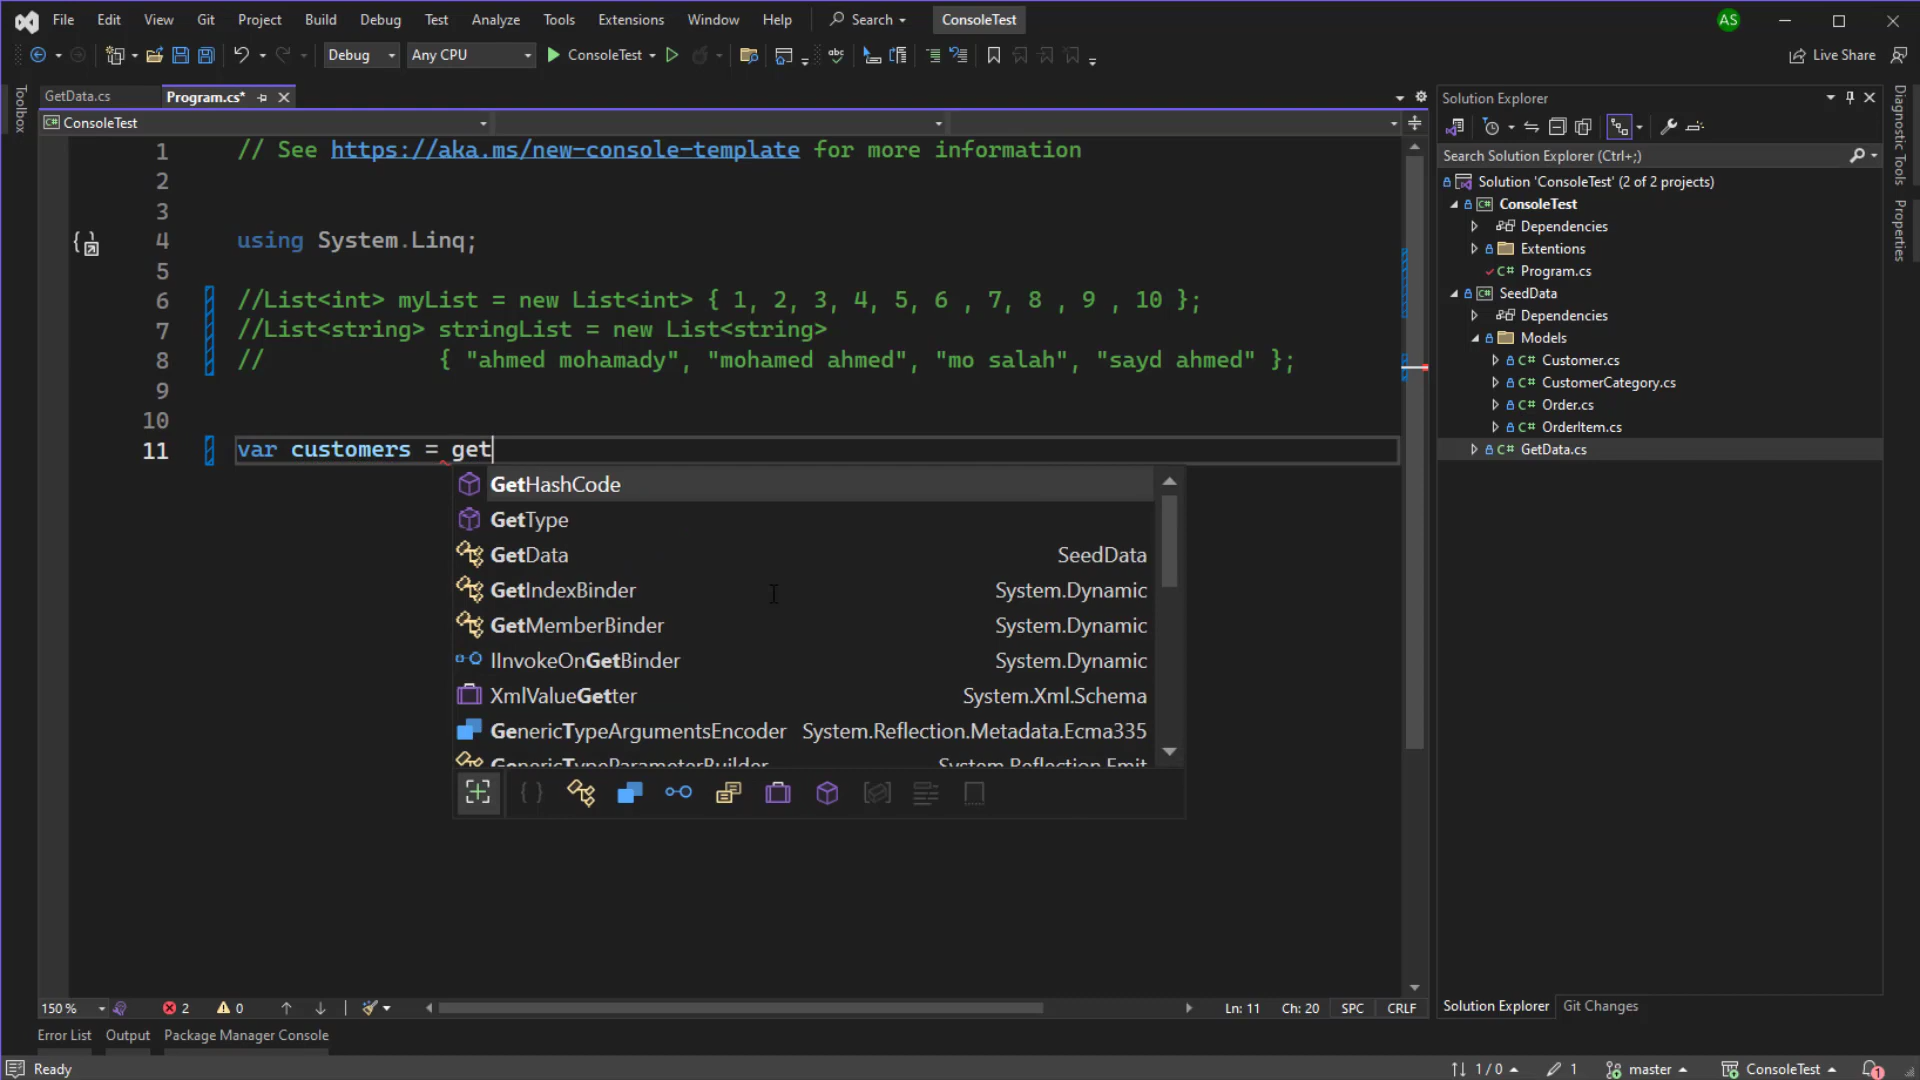 File Edit View Git Project Build Debug Test Analyze Tools Extensions Window Help Search ConsoleTest AS
Debug Any CPU ConsoleTest Live Share
GetData.cs Program.cs*
ConsoleTest
Toolbox
1 // See https://aka.ms/new-console-template for more information
2
3
4 using System.Linq;
5
6 //List<int> myList = new List<int> { 1, 2, 3, 4, 5, 6 , 7, 8 , 9 , 10 };
7 //List<string> stringList = new List<string>
8 // { "ahmed mohamady", "mohamed ahmed", "mo salah", "sayd ahmed" };
9
10
11 var customers = get
GetHashCode
GetType
GetData SeedData
GetIndexBinder System.Dynamic
GetMemberBinder System.Dynamic
IInvokeOnGetBinder System.Dynamic
XmlValueGetter System.Xml.Schema
GenericTypeArgumentsEncoder System.Reflection.Metadata.Ecma335
GenericTypeParameterBuilder System.Reflection.Emit
150 % 2 0 Ln: 11 Ch: 20 SPC CRLF
Error List Output Package Manager Console
Solution Explorer
Search Solution Explorer (Ctrl+;)
Solution 'ConsoleTest' (2 of 2 projects)
C# ConsoleTest
Dependencies
Extentions
C# Program.cs
C# SeedData
Dependencies
Models
C# Customer.cs
C# CustomerCategory.cs
C# Order.cs
C# OrderItem.cs
C# GetData.cs
Solution Explorer Git Changes
Diagnostic Tools
Properties
Ready 1 / 0 1 master ConsoleTest 1